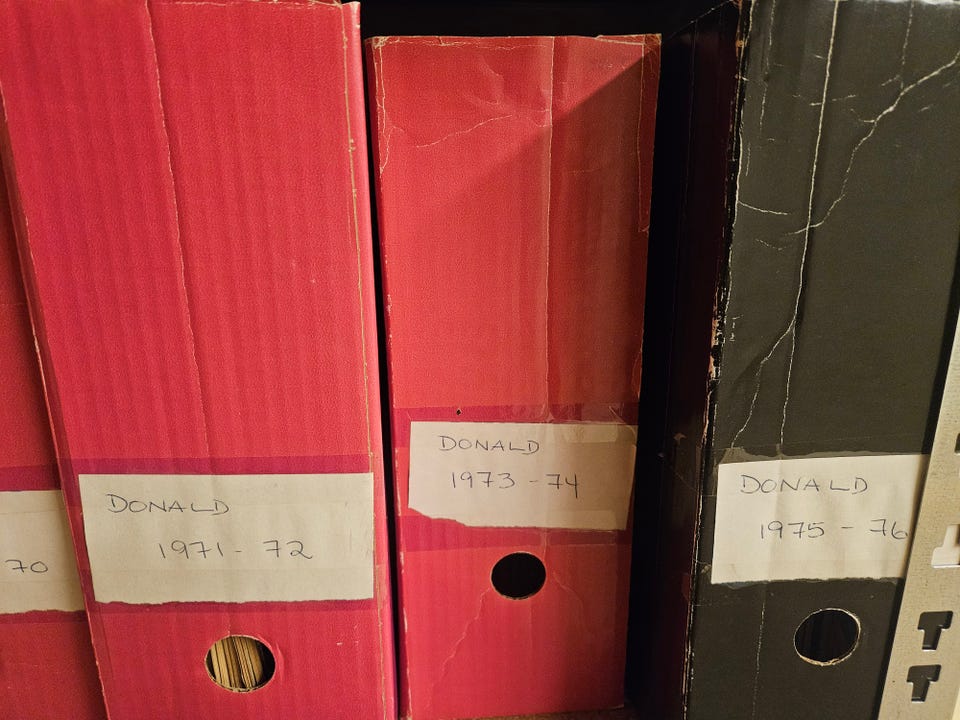 70
DONALD
1971 - 72
DONALD
1973 - 74
DONALD
1975 - 76